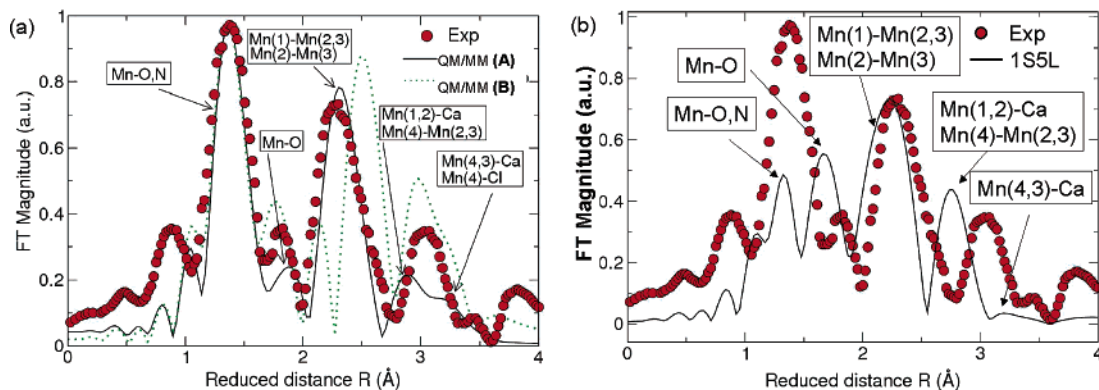 (a)
FT Magnitude (a.u.)
1
0.8
0.6
0.4
0.2
0
0
1
2
3
4
Reduced distance R (Å)
Mn-O,N
Mn(1)-Mn(2,3)
Mn(2)-Mn(3)
Mn-O
Exp
QM/MM (A)
QM/MM (B)
Mn(1,2)-Ca
Mn(4)-Mn(2,3)
Mn(4,3)-Ca
Mn(4)-Cl
(b)
FT Magnitude (a.u.)
1
0.8
0.6
0.4
0.2
0
0
1
2
3
4
Reduced distance R (Å)
Mn-O
Mn-O,N
Mn(1)-Mn(2,3)
Mn(2)-Mn(3)
Exp
1S5L
Mn(1,2)-Ca
Mn(4)-Mn(2,3)
Mn(4,3)-Ca